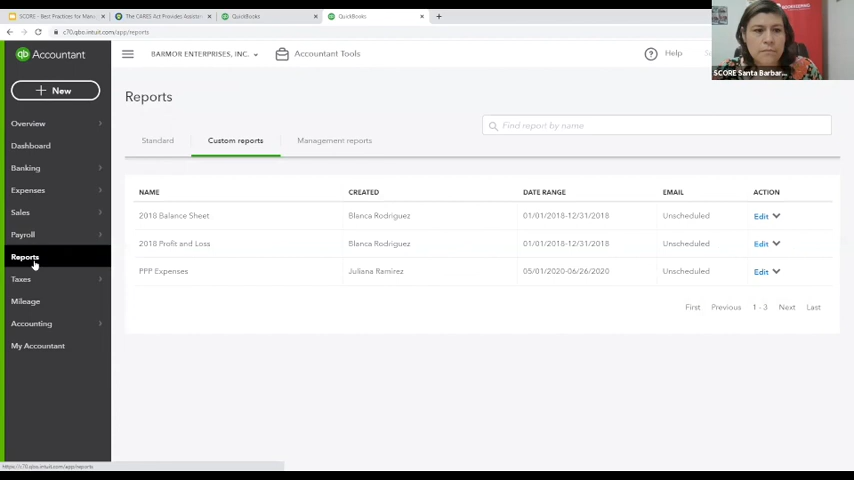 SCORE - Best Practices for Man
The CARES Act Provides Assistan
QuickBooks
QuickBooks
c70.qbo.intuit.com/app/reports
qb Accountant
BARMOR ENTERPRISES, INC.
Accountant Tools
Help
SCORE Santa Barbar...
+ New
Reports
Find report by name
Overview
Standard
Custom reports
Management reports
Dashboard
Banking
Expenses
Sales
Payroll
Reports
Taxes
Mileage
Accounting
My Accountant
NAME CREATED DATE RANGE EMAIL ACTION
2018 Balance Sheet Blanca Rodriguez 01/01/2018-12/31/2018 Unscheduled Edit
2018 Profit and Loss Blanca Rodriguez 01/01/2018-12/31/2018 Unscheduled Edit
PPP Expenses Juliana Ramirez 05/01/2020-06/26/2020 Unscheduled Edit
First Previous 1 - 3 Next Last
https://c70.qbo.intuit.com/app/reports